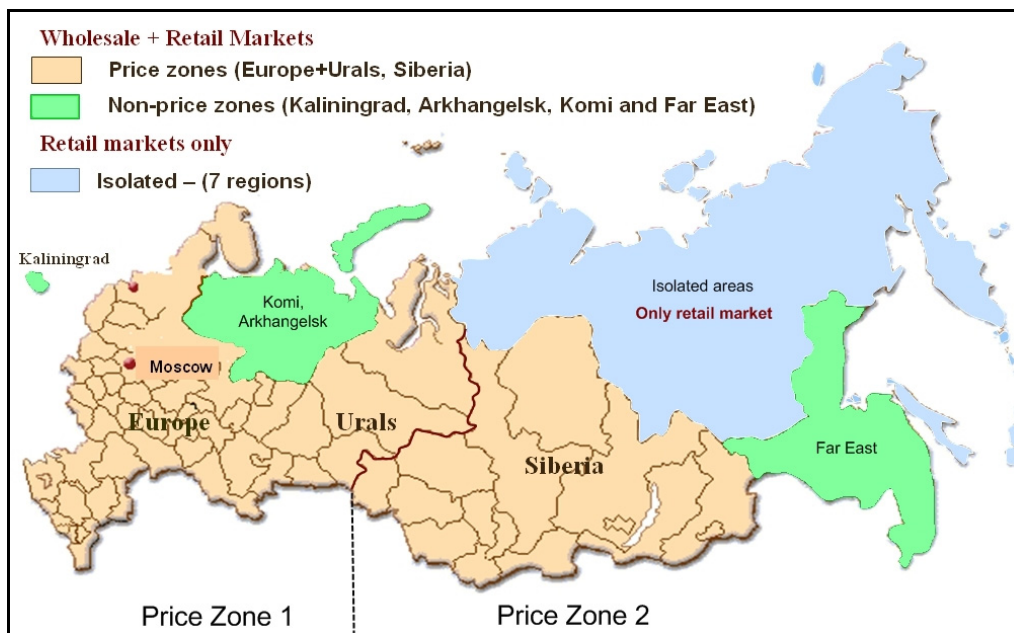 Wholesale + Retail Markets
Price zones (Europe+Urals, Siberia)
Non-price zones (Kaliningrad, Arkhangelsk, Komi and Far East)
Retail markets only
Isolated – (7 regions)
Kaliningrad
Komi,
Arkhangelsk
Isolated areas
Only retail market
Moscow
Europe
Urals
Siberia
Far East
Price Zone 1
Price Zone 2